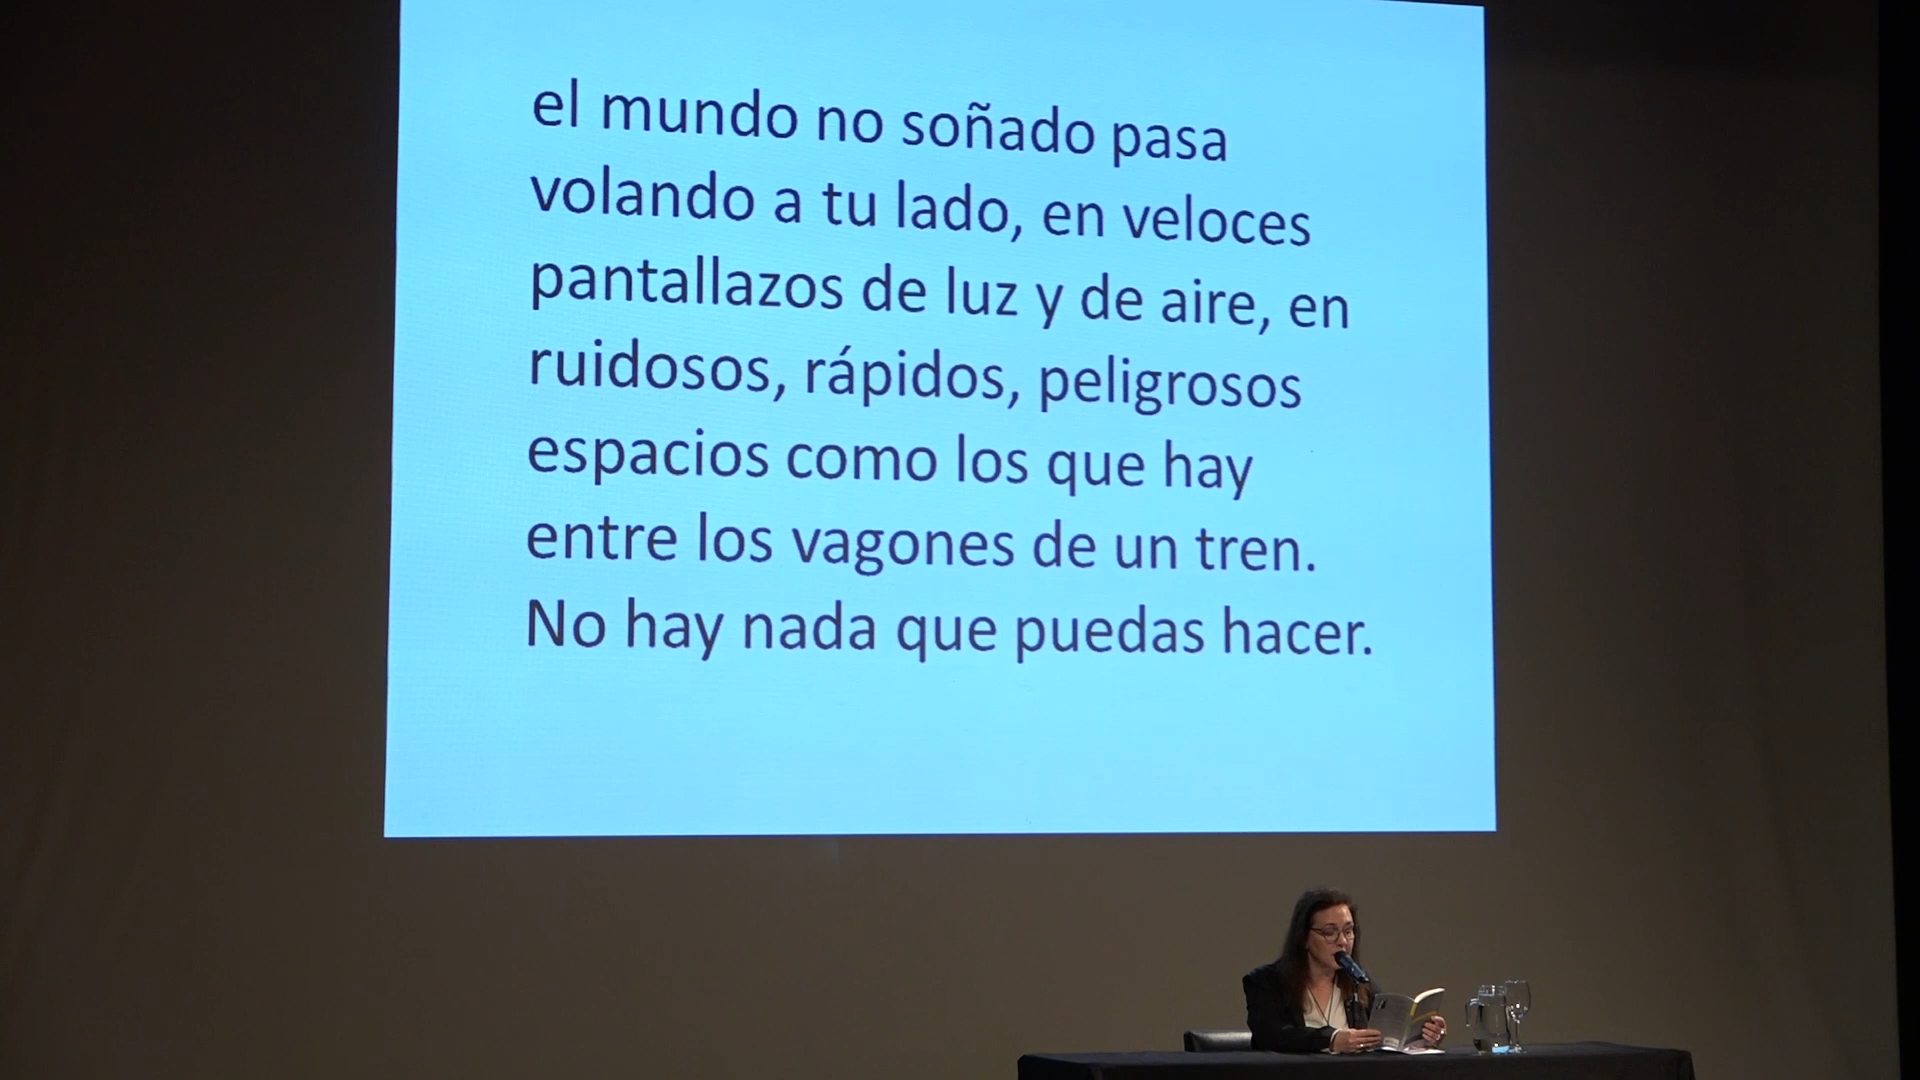 el mundo no soñado pasa
volando a tu lado, en veloces
pantallazos de luz y de aire, en
ruidosos, rápidos, peligrosos
espacios como los que hay
entre los vagones de un tren.
No hay nada que puedas hacer.